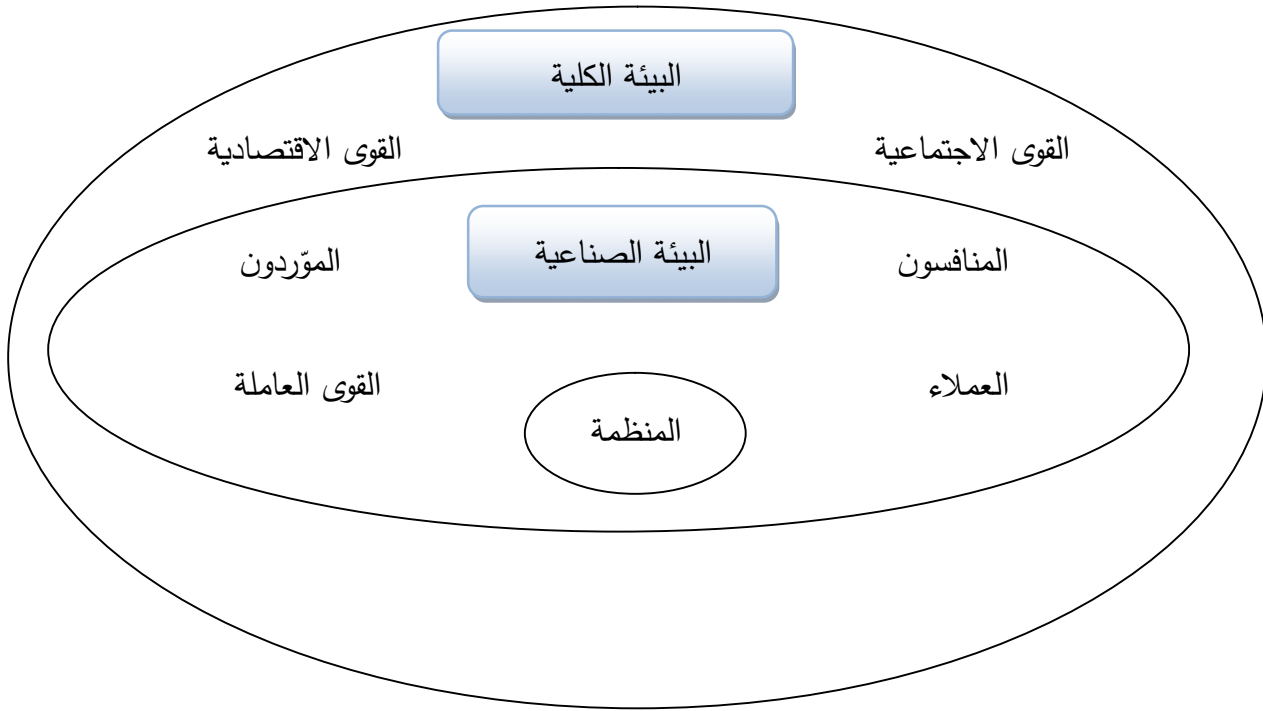 البيئة الكلية
القوى الاجتماعية
القوى الاقتصادية
البيئة الصناعية
المنافسون
الموّردون
العملاء
القوى العاملة
المنظمة